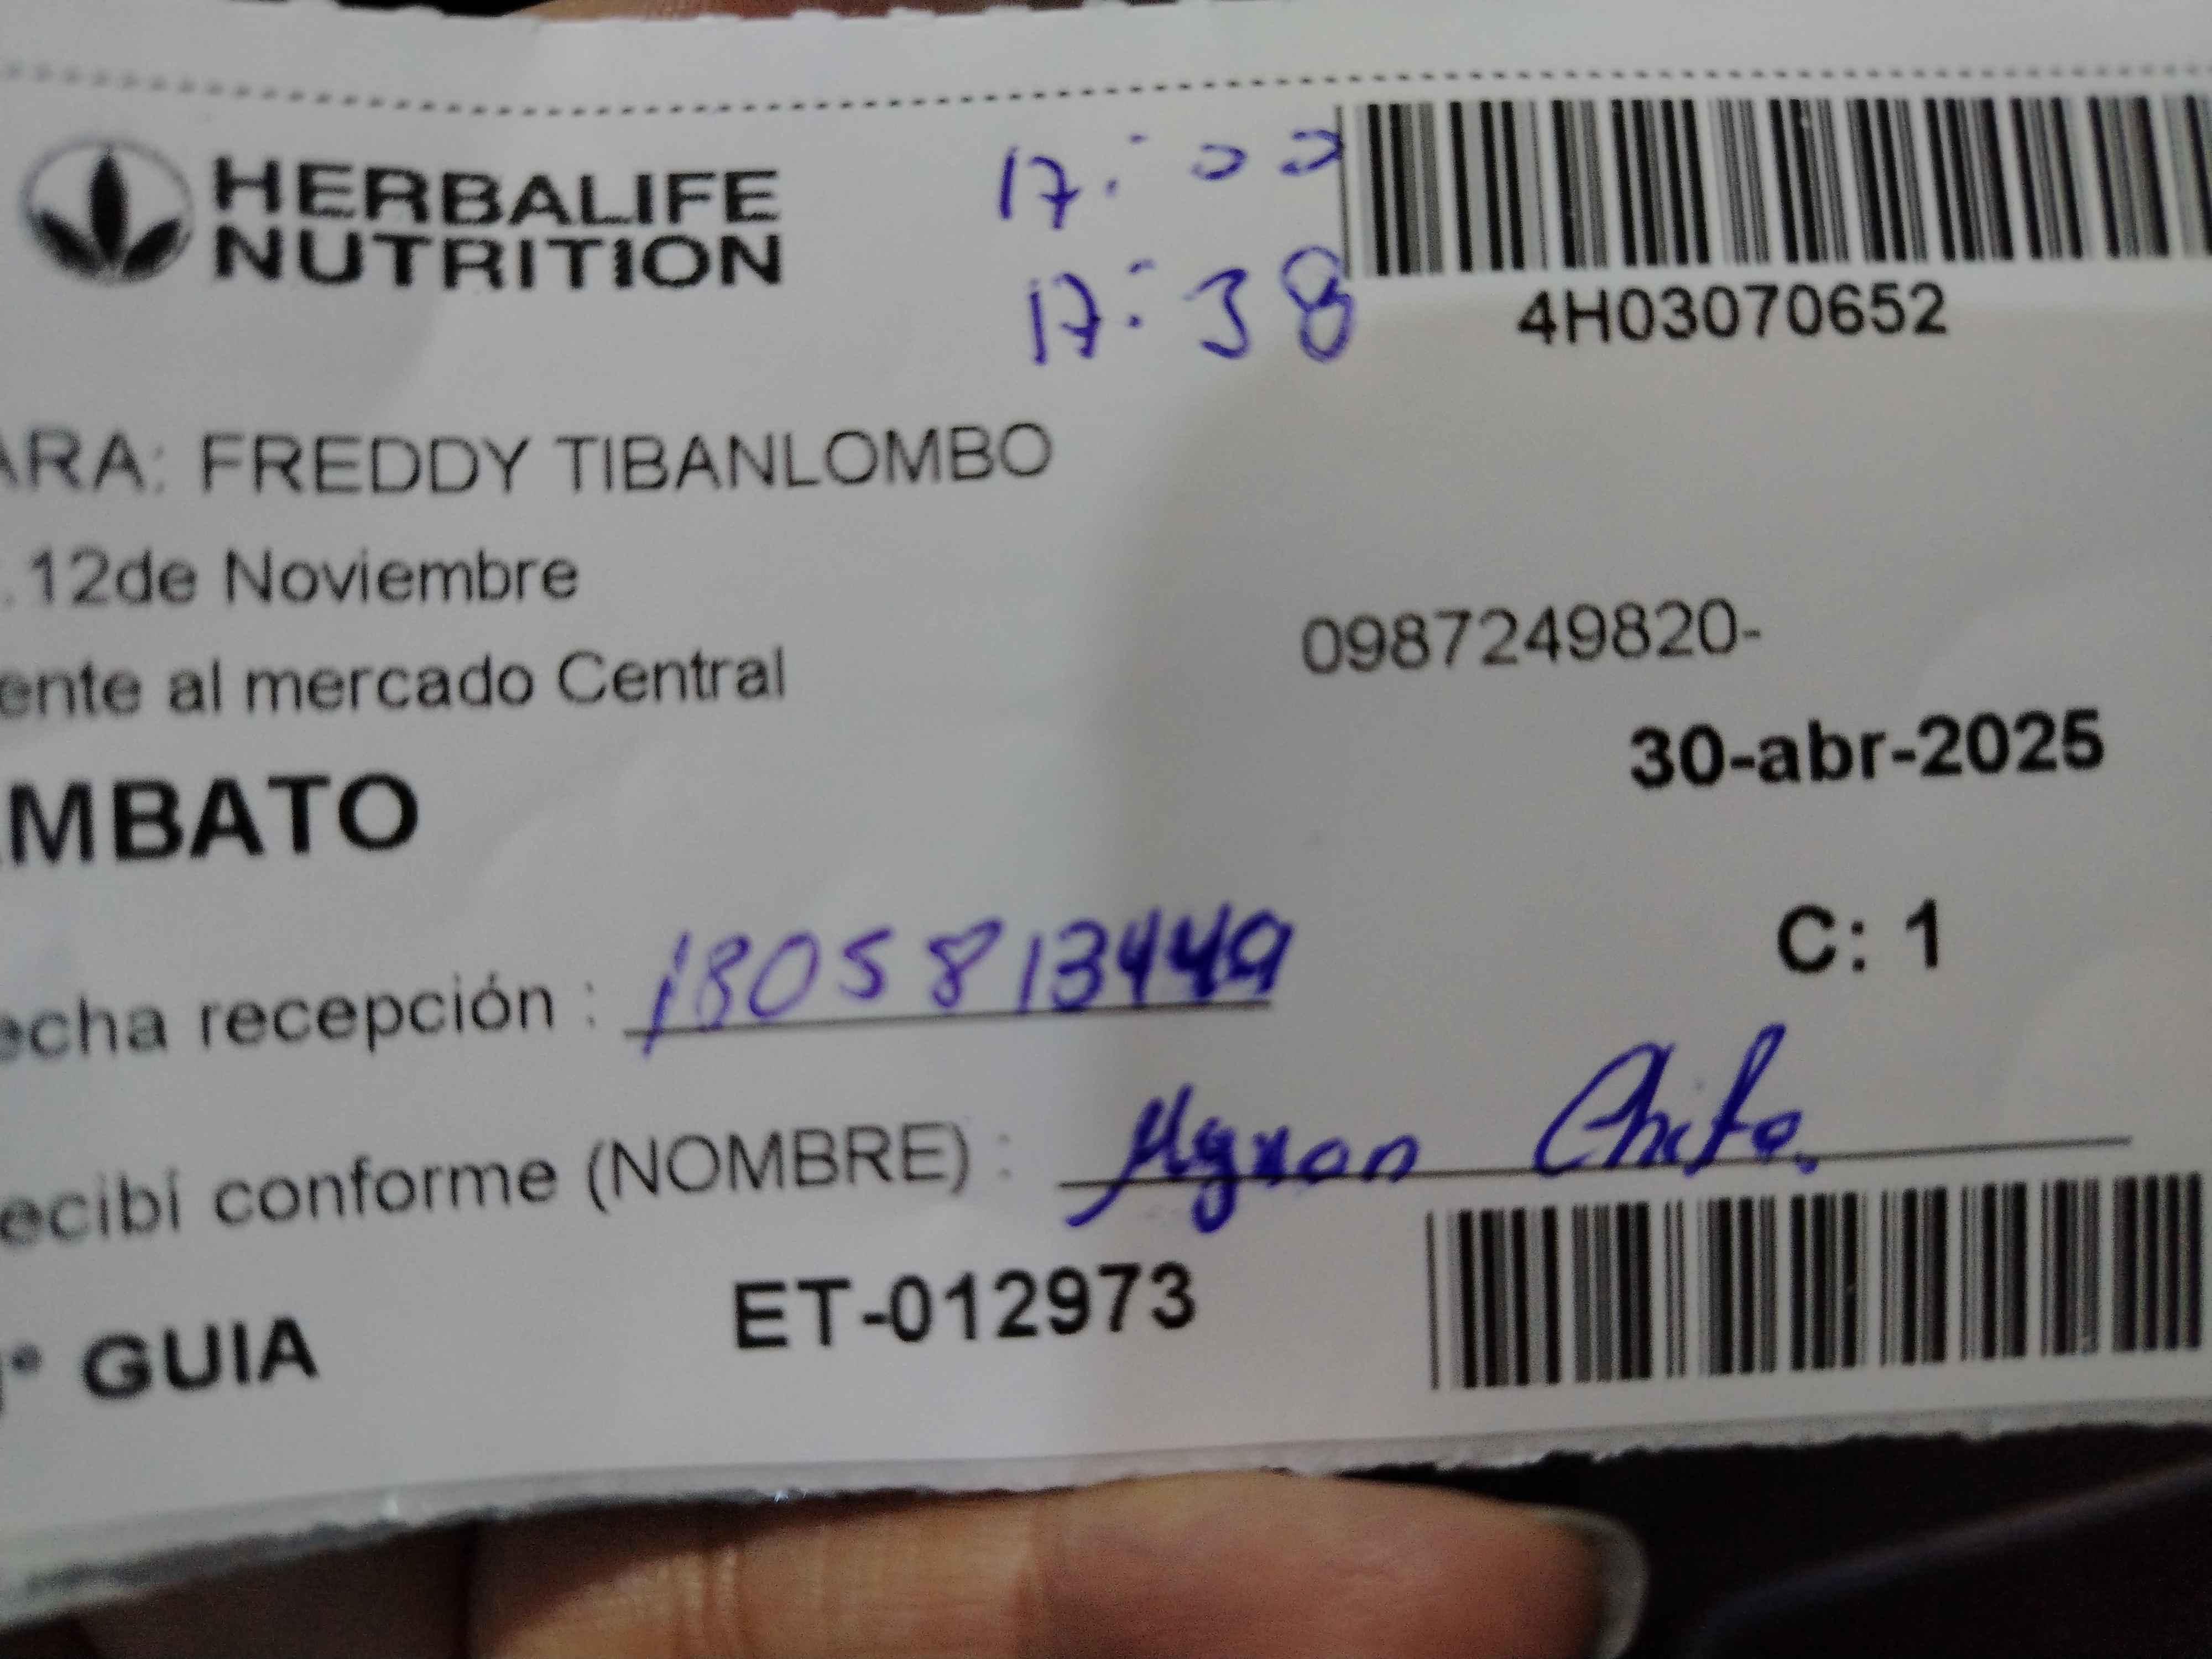 HERBALIFE
NUTRITION
17:00
17:38
4H03070652
ARA: FREDDY TIBANLOMBO
.12de Noviembre
ente al mercado Central
0987249820-
30-abr-2025
MBATO
C: 1
echa recepción : 1805813449
ecibí conforme (NOMBRE) :
° GUIA ET-012973